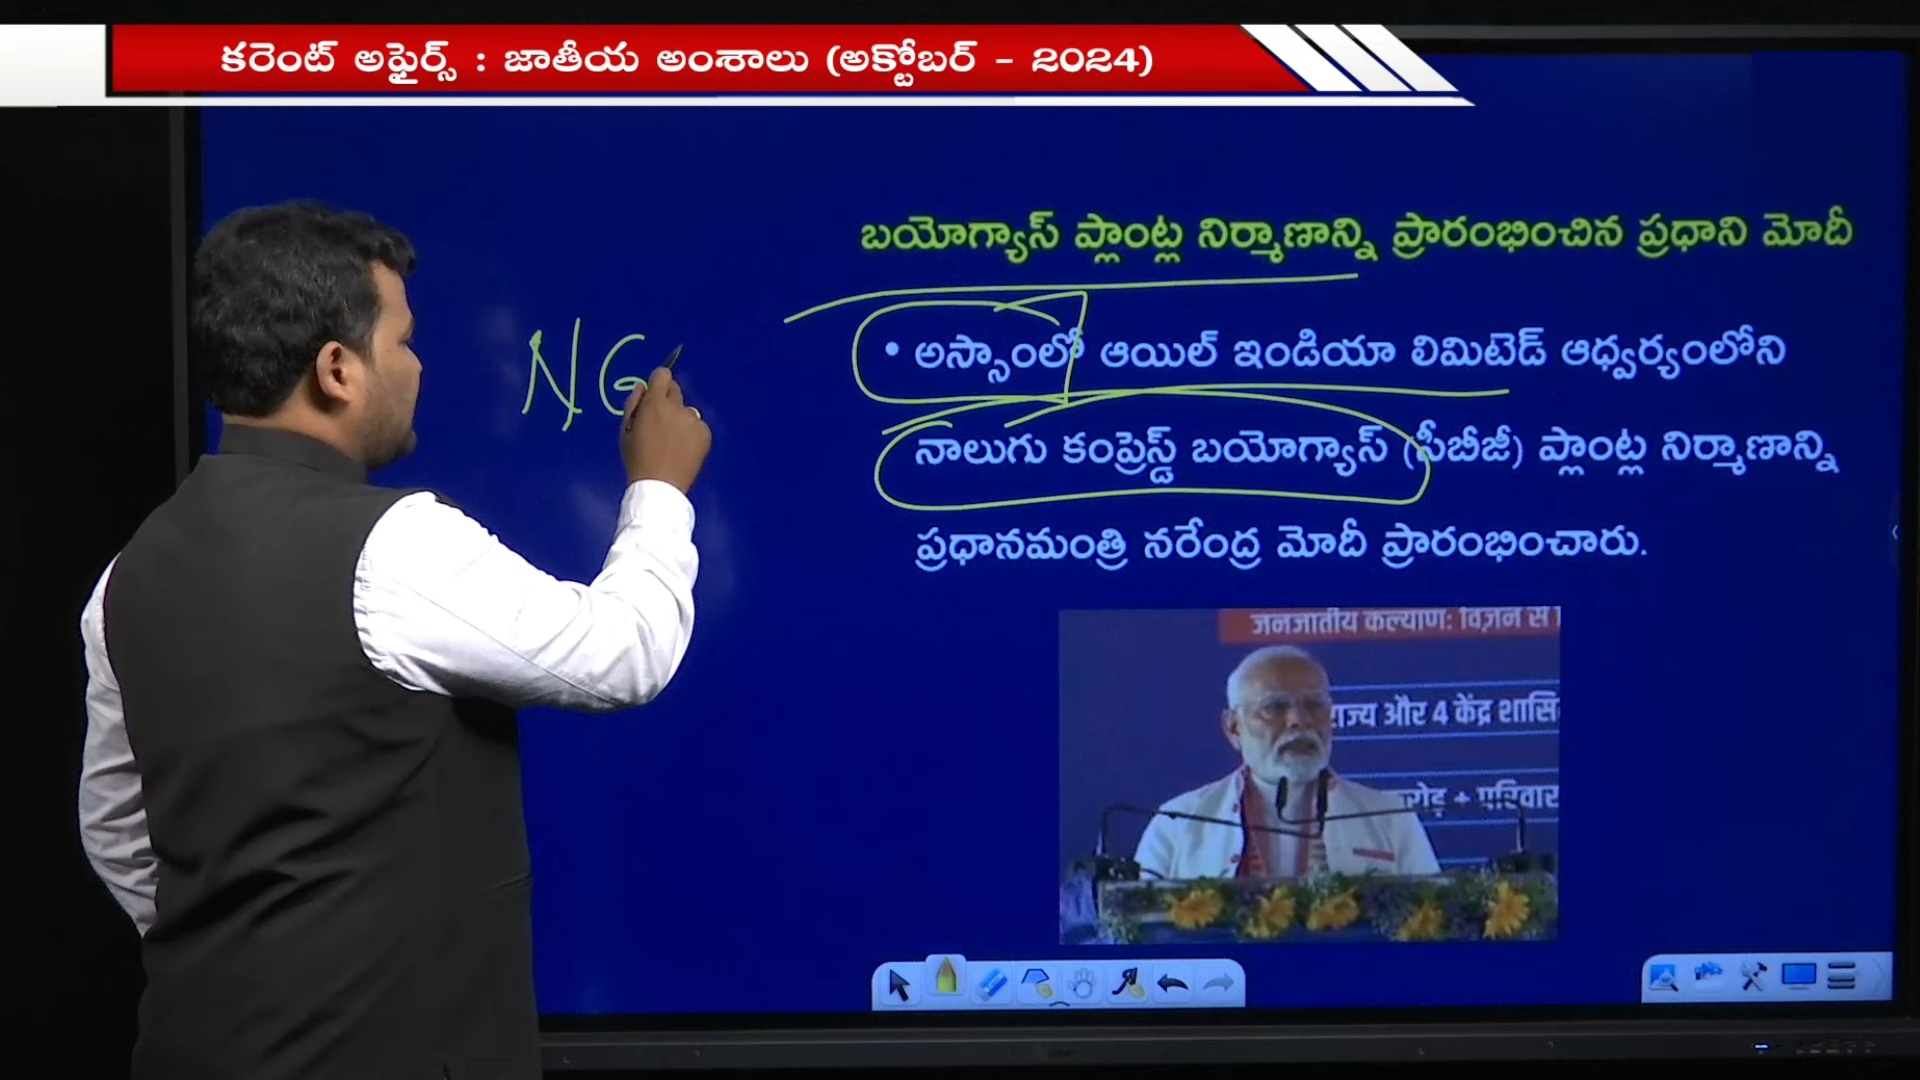 కరెంట్ అఫైర్స్ : జాతీయ అంశాలు (అక్టోబర్ - 2024)
బయోగ్యాస్ ప్లాంట్ల నిర్మాణాన్ని ప్రారంభించిన ప్రధాని మోదీ
• అస్సాంలో ఆయిల్ ఇండియా లిమిటెడ్ ఆధ్వర్యంలోని
నాలుగు కంప్రెస్డ్ బయోగ్యాస్ (సీబీజీ) ప్లాంట్ల నిర్మాణాన్ని
ప్రధానమంత్రి నరేంద్ర మోదీ ప్రారంభించారు.
NG
जनजातीय कल्याण: विज़न से
राज्य और 4 केंद्र शासि
करोड़ + परिवार